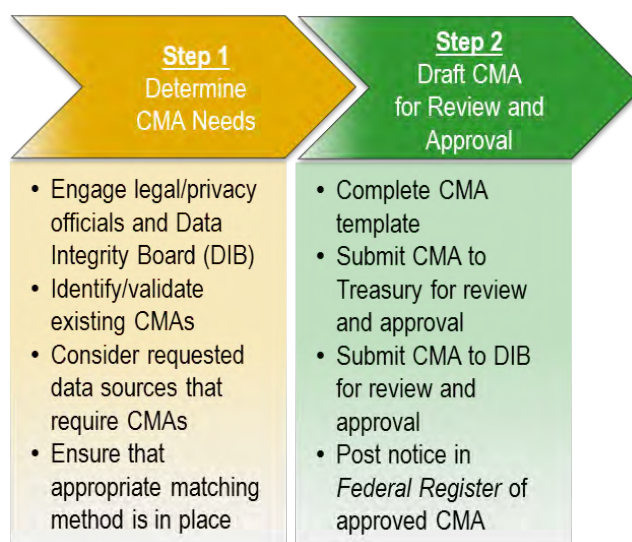 Step 1
Determine
CMA Needs
• Engage legal/privacy
officials and Data
Integrity Board (DIB)
• Identify/validate
existing CMAs
• Consider requested
data sources that
require CMAs
• Ensure that
appropriate matching
method is in place
Step 2
Draft CMA
for Review and
Approval
• Complete CMA
template
• Submit CMA to
Treasury for review
and approval
• Submit CMA to DIB
for review and
approval
• Post notice in
Federal Register of
approved CMA